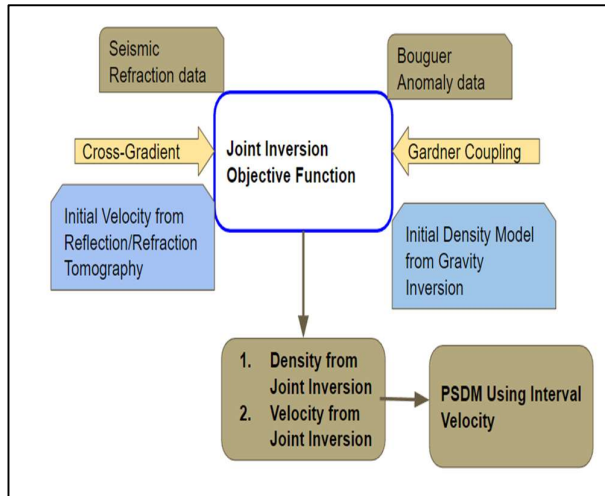 Seismic
Refraction data
Bouguer
Anomaly data
Cross-Gradient
Joint Inversion
Objective Function
Gardner Coupling
Initial Velocity from
Reflection/Refraction
Tomography
Initial Density Model
from Gravity
Inversion
1. Density from
Joint Inversion
2. Velocity from
Joint Inversion
PSDM Using Interval
Velocity